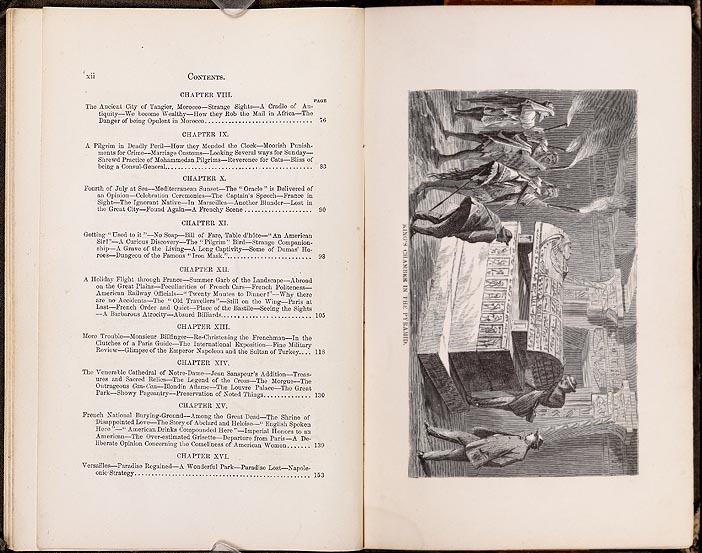 xii
CONTENTS.
CHAPTER VIII.
PAGE
The Ancient City of Tangier, Morocco—Strange Sights—A Cradle of An-
tiquity—We become Wealthy—How they Rob the Mail in Africa—The
Danger of being Opulent in Morocco 76
CHAPTER IX.
A Pilgrim in Deadly Peril—How they Mended the Clock—Moorish Punish-
ments for Crime—Marriage Customs—Looking Several ways for Sunday—
Shrewd Practice of Mohammedan Pilgrims—Reverence for Cats—Bliss of
being a Consul-General 83
CHAPTER X.
Fourth of July at Sea—Mediterranean Sunset—The "Oracle" is Delivered of
an Opinion—Celebration Ceremonies—The Captain's Speech—France in
Sight—The Ignorant Native—In Marseilles—Another Blunder—Lost in
the Great City—Found Again—A Frenchy Scene 90
CHAPTER XI.
Getting "Used to it"—No Soap—Bill of Fare, Table d'hôte—"An American
Sir!"—A Curious Discovery—The "Pilgrim" Bird—Strange Companion-
ship—A Grave of the Living—A Long Captivity—Some of Dumas' He-
roes—Dungeon of the Famous "Iron Mask." 98
CHAPTER XII.
A Holiday Flight through France—Summer Garb of the Landscape—Abroad
on the Great Plains—Peculiarities of French Cars—French Politeness—
American Railway Officials—"Twenty Mnutes to Dinner!"—Why there
are no Accidents—The "Old Travellers"—Still on the Wing—Paris at
Last—French Order and Quiet—Place of the Bastile—Seeing the Sights
—A Barbarous Atrocity—Absurd Billiards 105
CHAPTER XIII.
More Trouble—Monsieur Billfinger—Re-Christening the Frenchman—In the
Clutches of a Paris Guide—The International Exposition—Fine Military
Review—Glimpse of the Emperor Napoleon and the Sultan of Turkey 118
CHAPTER XIV.
The Venerable Cathedral of Notre-Dame—Jean Sanspeur's Addition—Treas-
ures and Sacred Relics—The Legend of the Cross—The Morgue—The
Outrageous Can-Can—Blondin Aflame—The Louvre Palace—The Great
Park—Showy Pageantry—Preservation of Noted Things 130
CHAPTER XV.
French National Burying-Ground—Among the Great Dead—The Shrine of
Disappointed Love—The Story of Abelard and Heloise—"English Spoken
Here"—"American Drinks Compounded Here"—Imperial Honors to an
American—The Over-estimated Grisette—Departure from Paris—A De-
liberate Opinion Concerning the Comeliness of American Women 139
CHAPTER XVI.
Versailles—Paradise Regained—A Wonderful Park—Paradise Lost—Napole-
onic Strategy 153
KING'S CHAMBER IN THE PYRAMID.